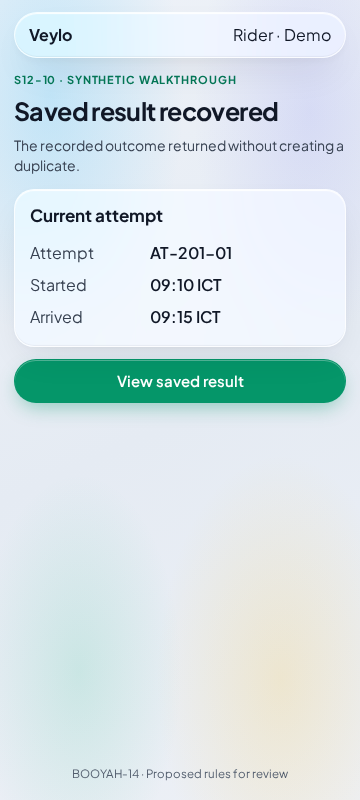 Veylo
Rider · Demo
S12-10 · SYNTHETIC WALKTHROUGH
Saved result recovered
The recorded outcome returned without creating a
duplicate.
Current attempt
Attempt AT-201-01
Started 09:10 ICT
Arrived 09:15 ICT
View saved result
BOOYAH-14 · Proposed rules for review